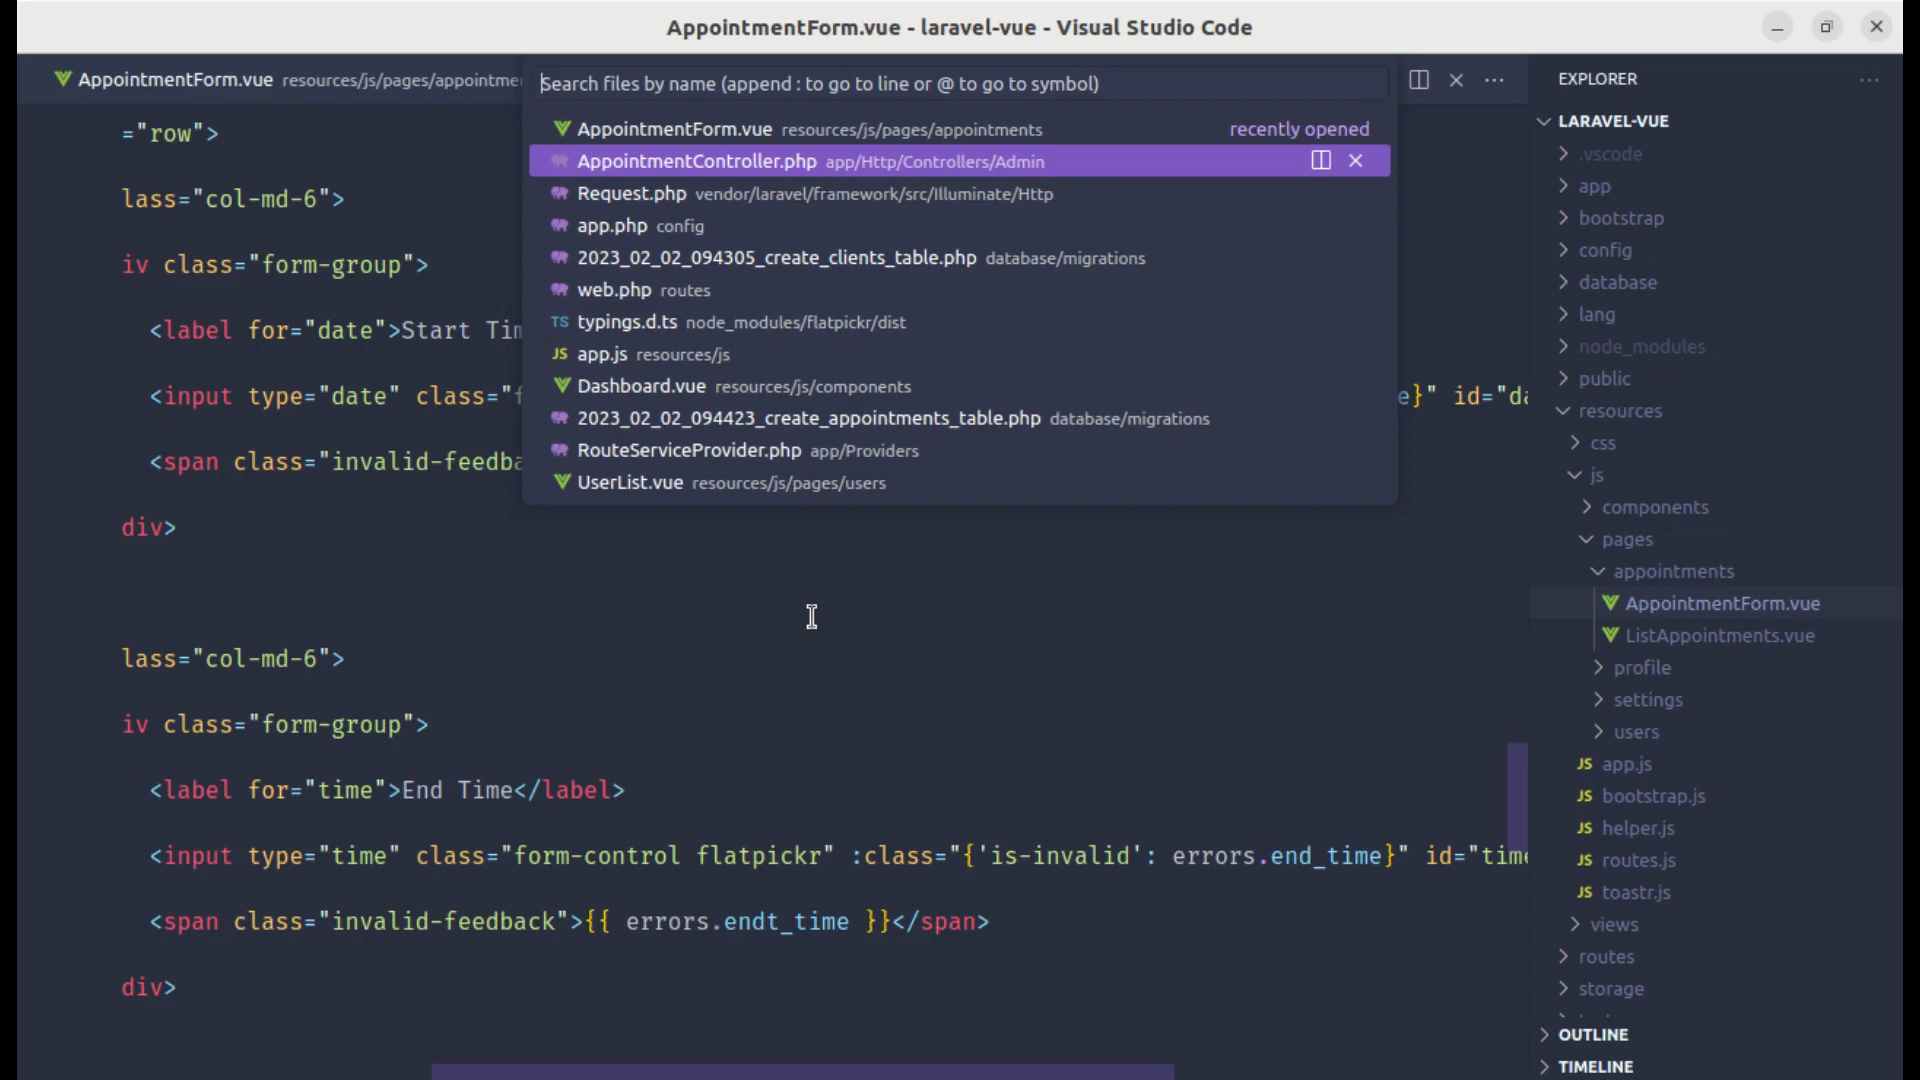 AppointmentForm.vue - laravel-vue - Visual Studio Code
AppointmentForm.vue resources/js/pages/appointme
Search files by name (append : to go to line or @ to go to symbol)
AppointmentForm.vue resources/js/pages/appointments recently opened
AppointmentController.php app/Http/Controllers/Admin
Request.php vendor/laravel/framework/src/Illuminate/Http
app.php config
2023_02_02_094305_create_clients_table.php database/migrations
web.php routes
TS typings.d.ts node_modules/flatpickr/dist
JS app.js resources/js
Dashboard.vue resources/js/components
2023_02_02_094423_create_appointments_table.php database/migrations
RouteServiceProvider.php app/Providers
UserList.vue resources/js/pages/users
="row">
lass="col-md-6">
iv class="form-group">
<label for="date">Start Tim
<input type="date" class="f e}" id="da
<span class="invalid-feedba
div>
lass="col-md-6">
iv class="form-group">
<label for="time">End Time</label>
<input type="time" class="form-control flatpickr" :class="{'is-invalid': errors.end_time}" id="time
<span class="invalid-feedback">{{ errors.endt_time }}</span>
div>
EXPLORER
LARAVEL-VUE
.vscode
app
bootstrap
config
database
lang
node_modules
public
resources
css
js
components
pages
appointments
AppointmentForm.vue
ListAppointments.vue
profile
settings
users
JS app.js
JS bootstrap.js
JS helper.js
JS routes.js
JS toastr.js
views
routes
storage
OUTLINE
TIMELINE